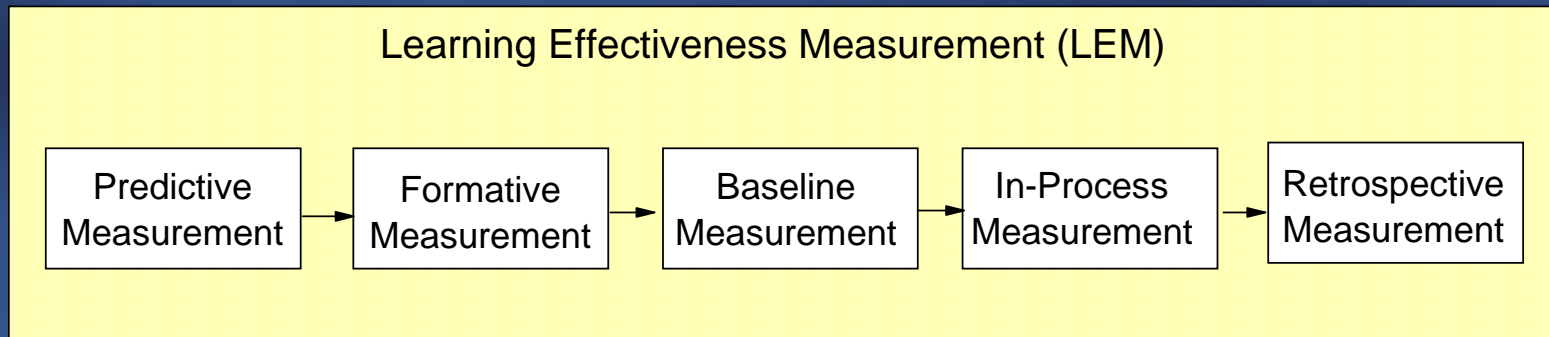 Learning Effectiveness Measurement (LEM)
Predictive
Measurement
Formative
Measurement
Baseline
Measurement
In-Process
Measurement
Retrospective
Measurement